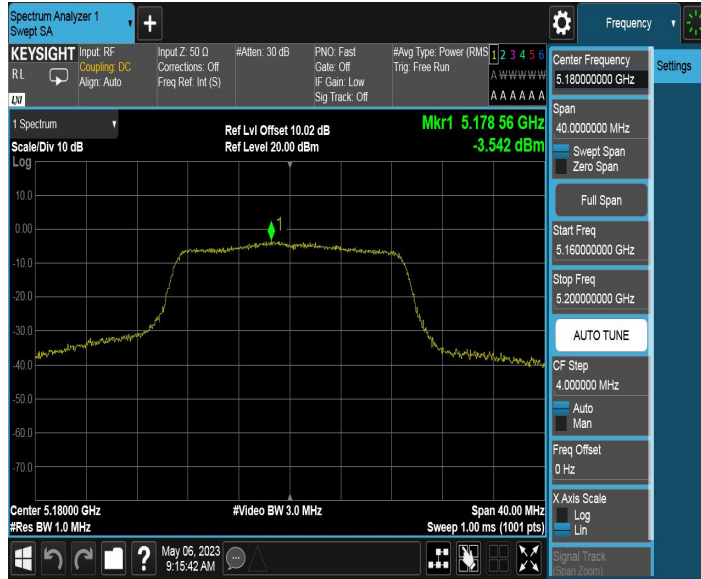 Spectrum Analyzer 1
Swept SA
Frequency
KEYSIGHT
RL
LXI
Input: RF
Coupling: DC
Align: Auto
Input Z: 50 Ω
Corrections: Off
Freq Ref: Int (S)
#Atten: 30 dB
PNO: Fast
Gate: Off
IF Gain: Low
Sig Track: Off
#Avg Type: Power (RMS
Trig: Free Run
1 2 3 4 5 6
A W W W W W
A A A A A A
1 Spectrum
Scale/Div 10 dB
Ref Lvl Offset 10.02 dB
Ref Level 20.00 dBm
Mkr1 5.178 56 GHz
-3.542 dBm
Log
10.0
0.00
-10.0
-20.0
-30.0
-40.0
-50.0
-60.0
-70.0
1
Center 5.18000 GHz
#Res BW 1.0 MHz
#Video BW 3.0 MHz
Span 40.00 MHz
Sweep 1.00 ms (1001 pts)
Center Frequency
5.180000000 GHz
Span
40.0000000 MHz
Swept Span
Zero Span
Full Span
Start Freq
5.160000000 GHz
Stop Freq
5.200000000 GHz
AUTO TUNE
CF Step
4.000000 MHz
Auto
Man
Freq Offset
0 Hz
X Axis Scale
Log
Lin
Signal Track
(Span Zoom)
Settings
?
May 06, 2023
9:15:42 AM